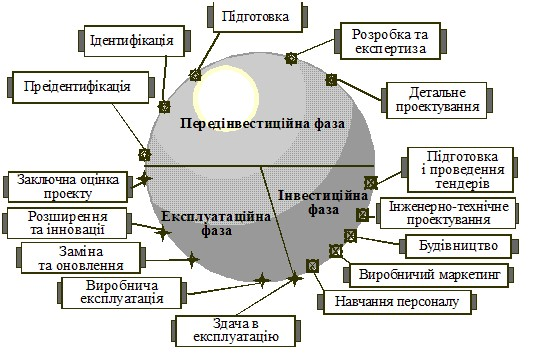 Підготовка
Ідентифікація
Розробка та
експертиза
Преідентифікація
Детальне
проектування
Передінвестиційна фаза
Підготовка
і проведення
тендерів
Заключна оцінка
проекту
Інвестиційна
фаза
Інженерно-технічне
проектування
Розширення
та інновації
Експлуатаційна
фаза
Будівництво
Заміна
та оновлення
Виробничий маркетинг
Виробнича
експлуатація
Навчання персоналу
Здача в
експлуатацію